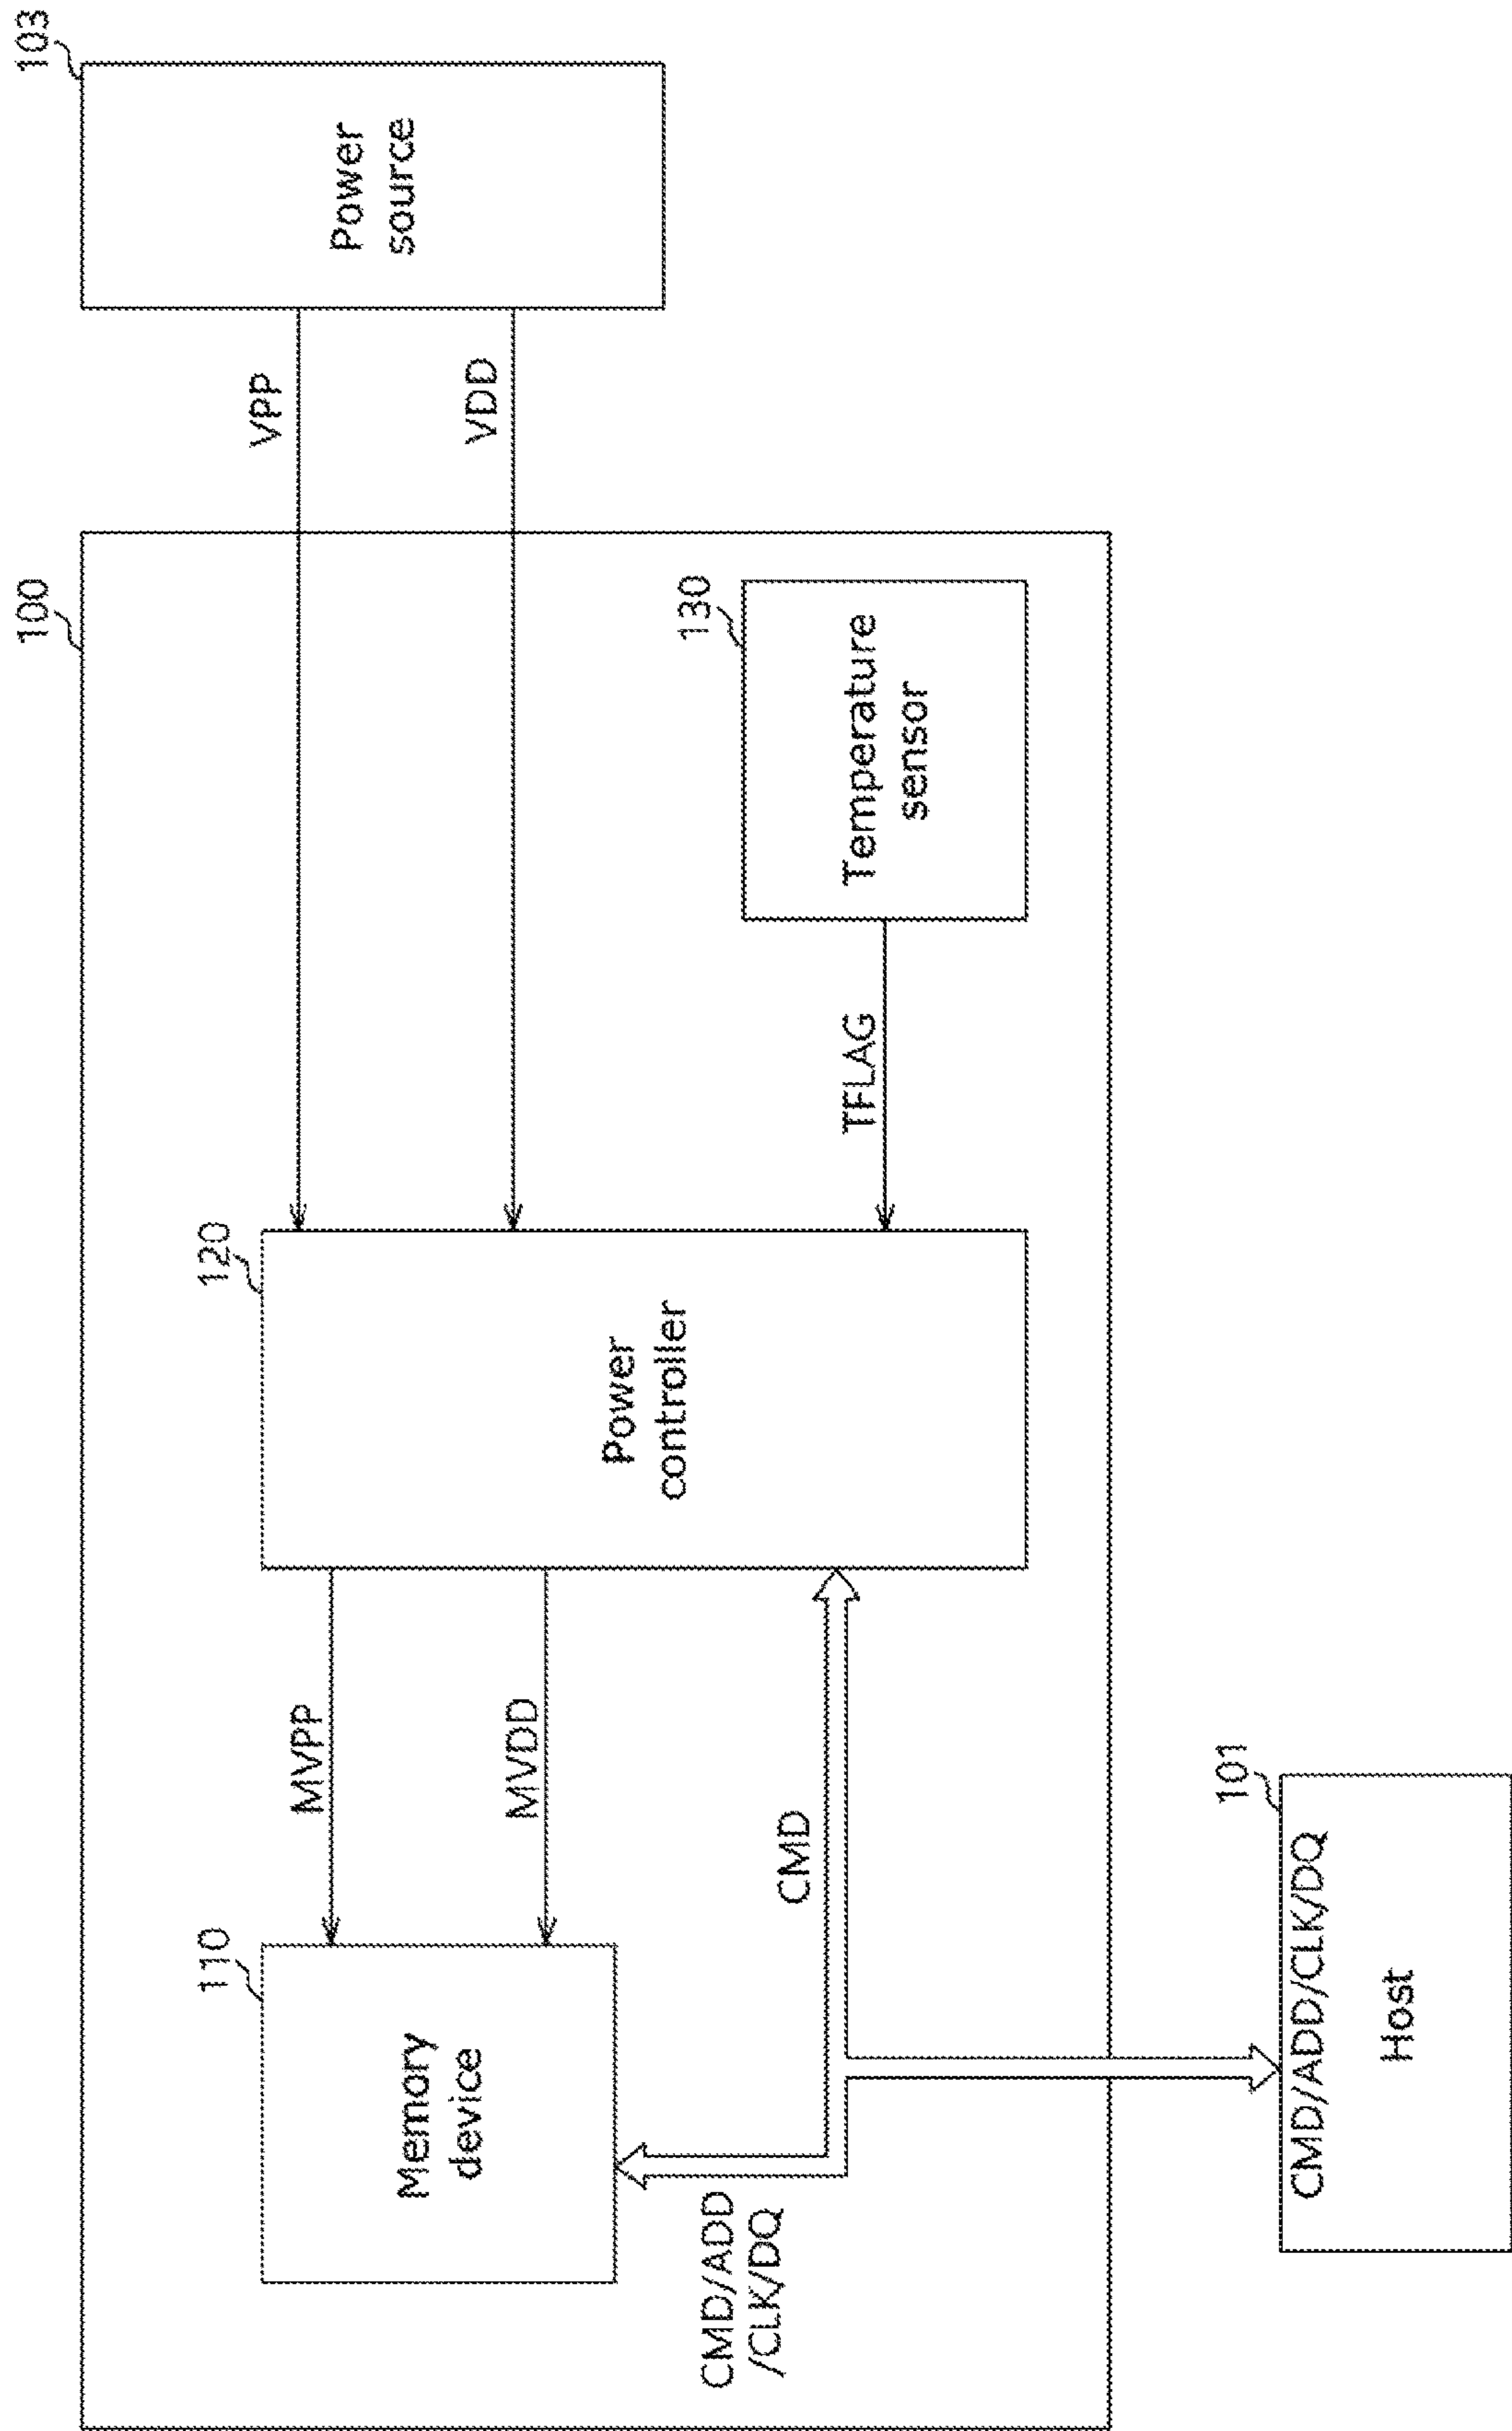 100
103
110
120
Memory
device
MVPP
MVDD
Power
controller
VPP
VDD
Power
source
130
CMD
TFLAG
Temperature
sensor
CMD/ADD
/CLK/DQ
101
CMD/ADD/CLK/DQ
Host